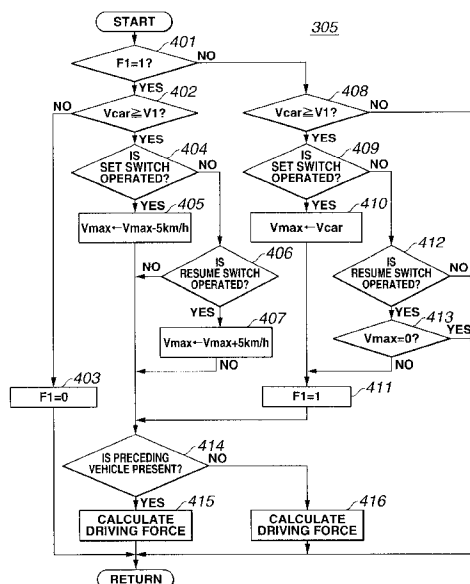 START
305
401
F1=1?
NO
YES
402
408
NO
Vcar≧V1?
Vcar≧V1?
NO
YES
YES
404
409
IS
SET SWITCH
OPERATED?
NO
IS
SET SWITCH
OPERATED?
NO
YES
405
YES
410
Vmax←Vmax-5km/h
Vmax←Vcar
406
412
NO
IS
RESUME SWITCH
OPERATED?
IS
RESUME SWITCH
OPERATED?
NO
YES
407
YES
413
Vmax←Vmax+5km/h
Vmax=0?
YES
NO
NO
403
F1=0
F1=1
411
414
IS PRECEDING
VEHICLE PRESENT?
NO
YES
415
416
CALCULATE
DRIVING FORCE
CALCULATE
DRIVING FORCE
RETURN